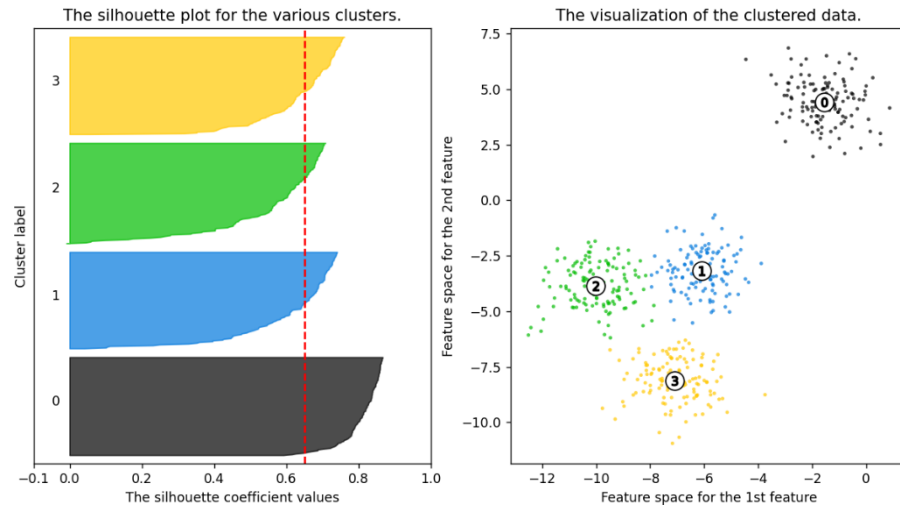 The silhouette plot for the various clusters.
Cluster label
3
2
1
0
−0.1 0.0 0.2 0.4 0.6 0.8 1.0
The silhouette coefficient values
The visualization of the clustered data.
Feature space for the 2nd feature
7.5
5.0
2.5
0.0
−2.5
−5.0
−7.5
−10.0
0
1
2
3
−12 −10 −8 −6 −4 −2 0
Feature space for the 1st feature